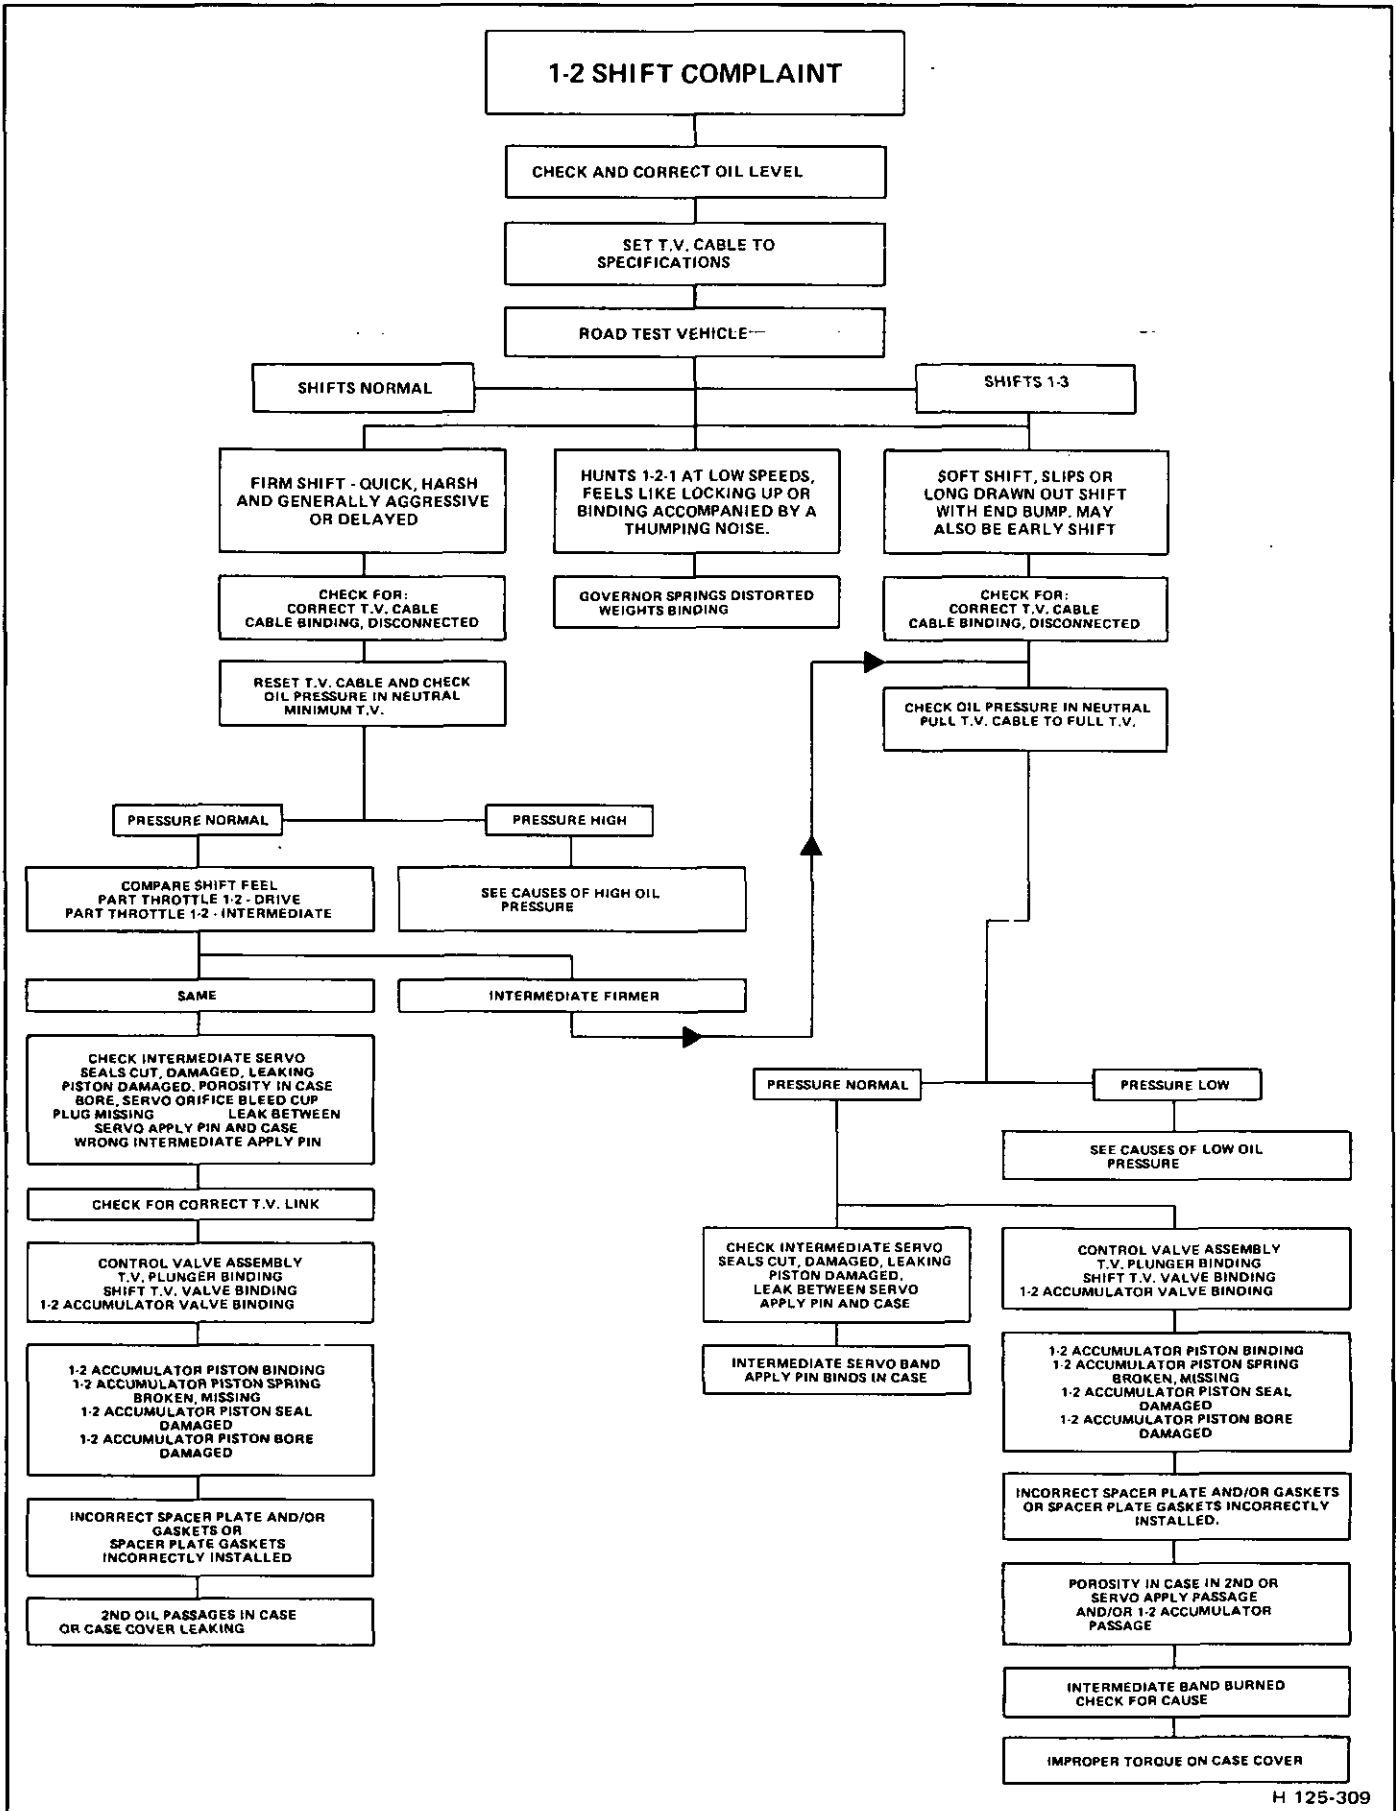 1-2 SHIFT COMPLAINT
CHECK AND CORRECT OIL LEVEL
SET T.V. CABLE TO
SPECIFICATIONS
ROAD TEST VEHICLE
SHIFTS NORMAL
SHIFTS 1-3
FIRM SHIFT - QUICK, HARSH
AND GENERALLY AGGRESSIVE
OR DELAYED
HUNTS 1-2-1 AT LOW SPEEDS,
FEELS LIKE LOCKING UP OR
BINDING ACCOMPANIED BY A
THUMPING NOISE.
SOFT SHIFT, SLIPS OR
LONG DRAWN OUT SHIFT
WITH END BUMP. MAY
ALSO BE EARLY SHIFT
CHECK FOR:
CORRECT T.V. CABLE
CABLE BINDING, DISCONNECTED
GOVERNOR SPRINGS DISTORTED
WEIGHTS BINDING
CHECK FOR:
CORRECT T.V. CABLE
CABLE BINDING, DISCONNECTED
RESET T.V. CABLE AND CHECK
OIL PRESSURE IN NEUTRAL
MINIMUM T.V.
CHECK OIL PRESSURE IN NEUTRAL
PULL T.V. CABLE TO FULL T.V.
PRESSURE NORMAL
PRESSURE HIGH
COMPARE SHIFT FEEL
PART THROTTLE 1-2 - DRIVE
PART THROTTLE 1-2 - INTERMEDIATE
SEE CAUSES OF HIGH OIL
PRESSURE
SAME
INTERMEDIATE FIRMER
CHECK INTERMEDIATE SERVO
SEALS CUT, DAMAGED, LEAKING
PISTON DAMAGED. POROSITY IN CASE
BORE, SERVO ORIFICE BLEED CUP
PLUG MISSING LEAK BETWEEN
SERVO APPLY PIN AND CASE
WRONG INTERMEDIATE APPLY PIN
CHECK FOR CORRECT T.V. LINK
CONTROL VALVE ASSEMBLY
T.V. PLUNGER BINDING
SHIFT T.V. VALVE BINDING
1-2 ACCUMULATOR VALVE BINDING
1-2 ACCUMULATOR PISTON BINDING
1-2 ACCUMULATOR PISTON SPRING
BROKEN, MISSING
1-2 ACCUMULATOR PISTON SEAL
DAMAGED
1-2 ACCUMULATOR PISTON BORE
DAMAGED
INCORRECT SPACER PLATE AND/OR
GASKETS OR
SPACER PLATE GASKETS
INCORRECTLY INSTALLED
2ND OIL PASSAGES IN CASE
OR CASE COVER LEAKING
PRESSURE NORMAL
PRESSURE LOW
SEE CAUSES OF LOW OIL
PRESSURE
CHECK INTERMEDIATE SERVO
SEALS CUT, DAMAGED, LEAKING
PISTON DAMAGED.
LEAK BETWEEN SERVO
APPLY PIN AND CASE
INTERMEDIATE SERVO BAND
APPLY PIN BINDS IN CASE
CONTROL VALVE ASSEMBLY
T.V. PLUNGER BINDING
SHIFT T.V. VALVE BINDING
1-2 ACCUMULATOR VALVE BINDING
1-2 ACCUMULATOR PISTON BINDING
1-2 ACCUMULATOR PISTON SPRING
BROKEN, MISSING
1-2 ACCUMULATOR PISTON SEAL
DAMAGED
1-2 ACCUMULATOR PISTON BORE
DAMAGED
INCORRECT SPACER PLATE AND/OR GASKETS
OR SPACER PLATE GASKETS INCORRECTLY
INSTALLED.
POROSITY IN CASE IN 2ND OR
SERVO APPLY PASSAGE
AND/OR 1-2 ACCUMULATOR
PASSAGE
INTERMEDIATE BAND BURNED
CHECK FOR CAUSE
IMPROPER TORQUE ON CASE COVER
H 125-309